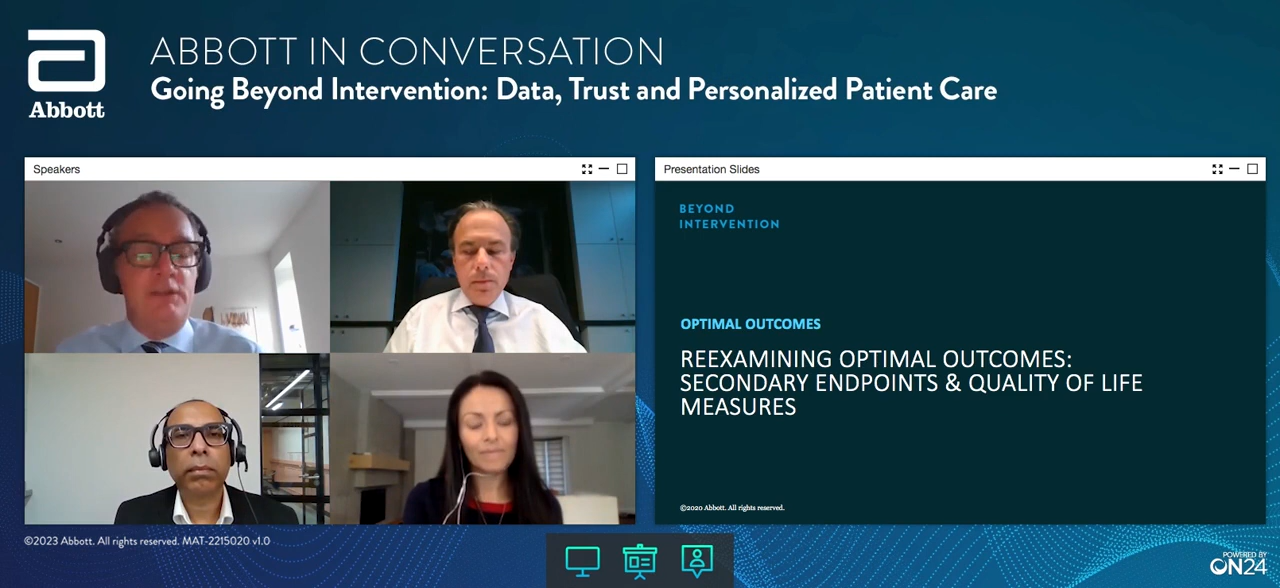 Abbott
ABBOTT IN CONVERSATION
Going Beyond Intervention: Data, Trust and Personalized Patient Care
Speakers
Presentation Slides
BEYOND
INTERVENTION
OPTIMAL OUTCOMES
REEXAMINING OPTIMAL OUTCOMES:
SECONDARY ENDPOINTS & QUALITY OF LIFE
MEASURES
©2020 Abbott. All rights reserved.
©2023 Abbott. All rights reserved. MAT-2215020 v1.0
POWERED BY
ON24